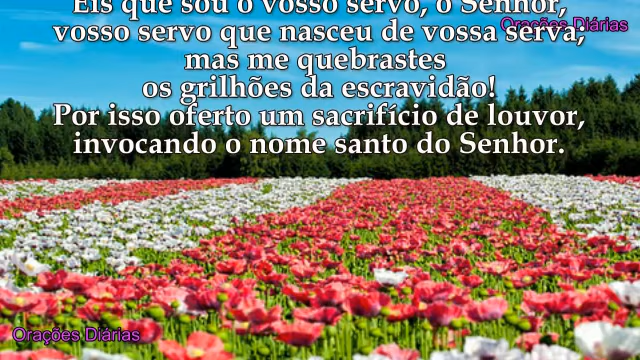 Eis que sou o vosso servo, ó Senhor,
Orações Diárias
vosso servo que nasceu de vossa serva;
mas me quebrastes
os grilhões da escravidão!
Por isso oferto um sacrifício de louvor,
invocando o nome santo do Senhor.
Orações Diárias